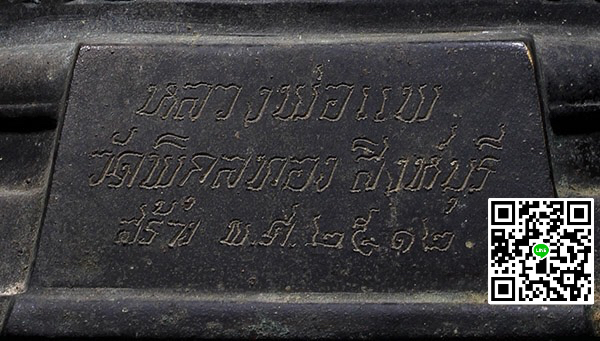 หลวงพ่อแพ
วัดพิกุลทอง สิงห์บุรี
สร้าง พ.ศ. ๒๕๑๒
LINE